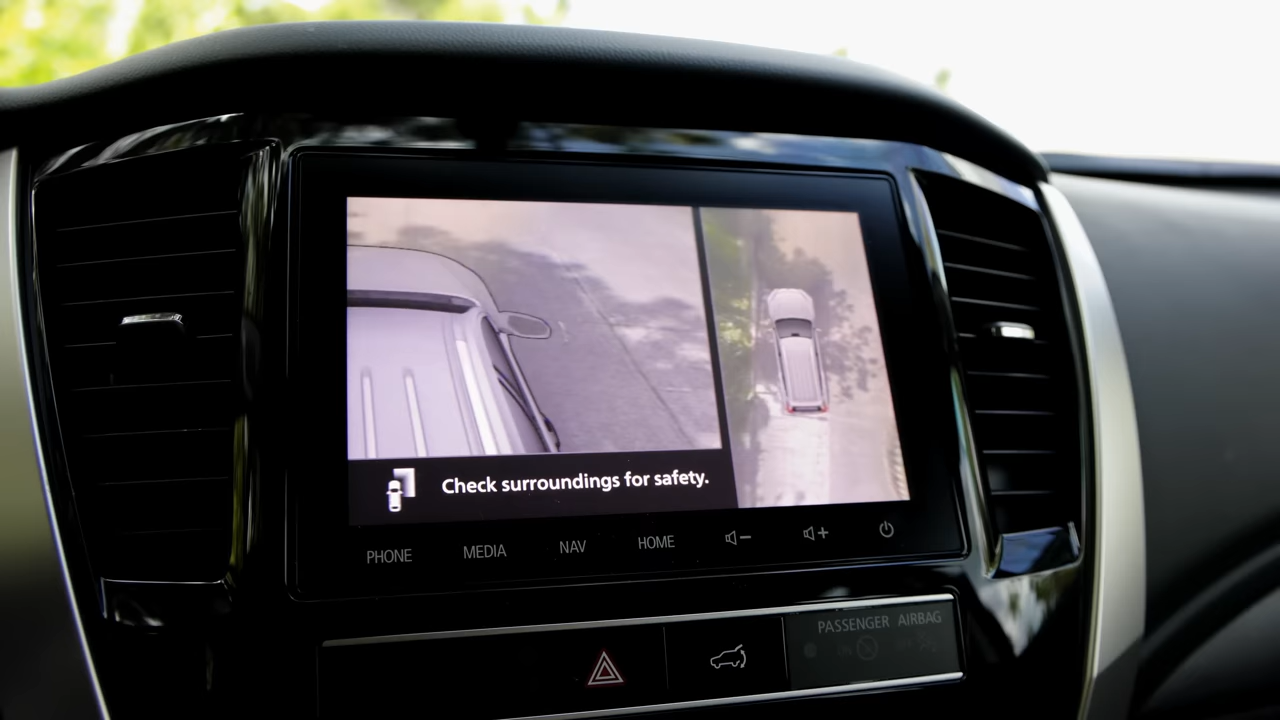 Check surroundings for safety.
PHONE MEDIA NAV HOME
PASSENGER AIRBAG